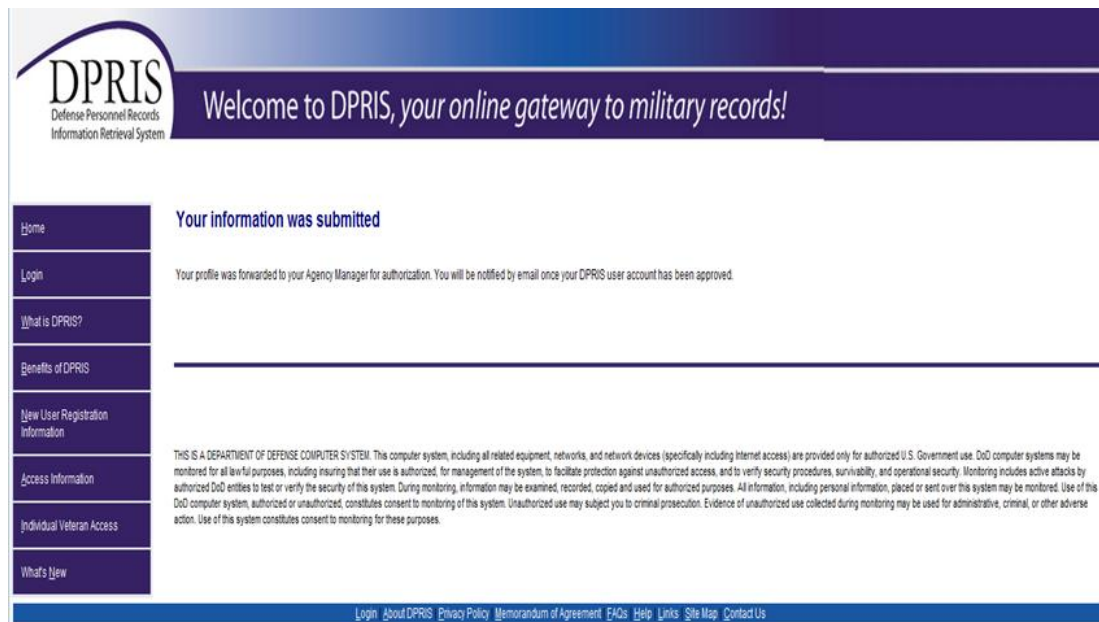 DPRIS
Defense Personnel Records
Information Retrieval System
Welcome to DPRIS, your online gateway to military records!
Home
Login
What is DPRIS?
Benefits of DPRIS
New User Registration
Information
Access Information
Individual Veteran Access
What's New
Your information was submitted
Your profile was forwarded to your Agency Manager for authorization. You will be notified by email once your DPRIS user account has been approved.
THIS IS A DEPARTMENT OF DEFENSE COMPUTER SYSTEM. This computer system, including all related equipment, networks, and network devices (specifically including Internet access) are provided only for authorized U.S. Government use. DoD computer systems may be
monitored for all lawful purposes, including insuring that their use is authorized, for management of the system, to facilitate protection against unauthorized access, and to verify security procedures, survivability, and operational security. Monitoring includes active attacks by
authorized DoD entities to test or verify the security of this system. During monitoring, information may be examined, recorded, copied and used for authorized purposes. All information, including personal information, placed or sent over this system may be monitored. Use of this
DoD computer system, authorized or unauthorized, constitutes consent to monitoring of this system. Unauthorized use may subject you to criminal prosecution. Evidence of unauthorized use collected during monitoring may be used for administrative, criminal, or other adverse
action. Use of this system constitutes consent to monitoring for these purposes.
Login | About DPRIS | Privacy Policy | Memorandum of Agreement | FAQs | Help | Links | Site Map | Contact Us